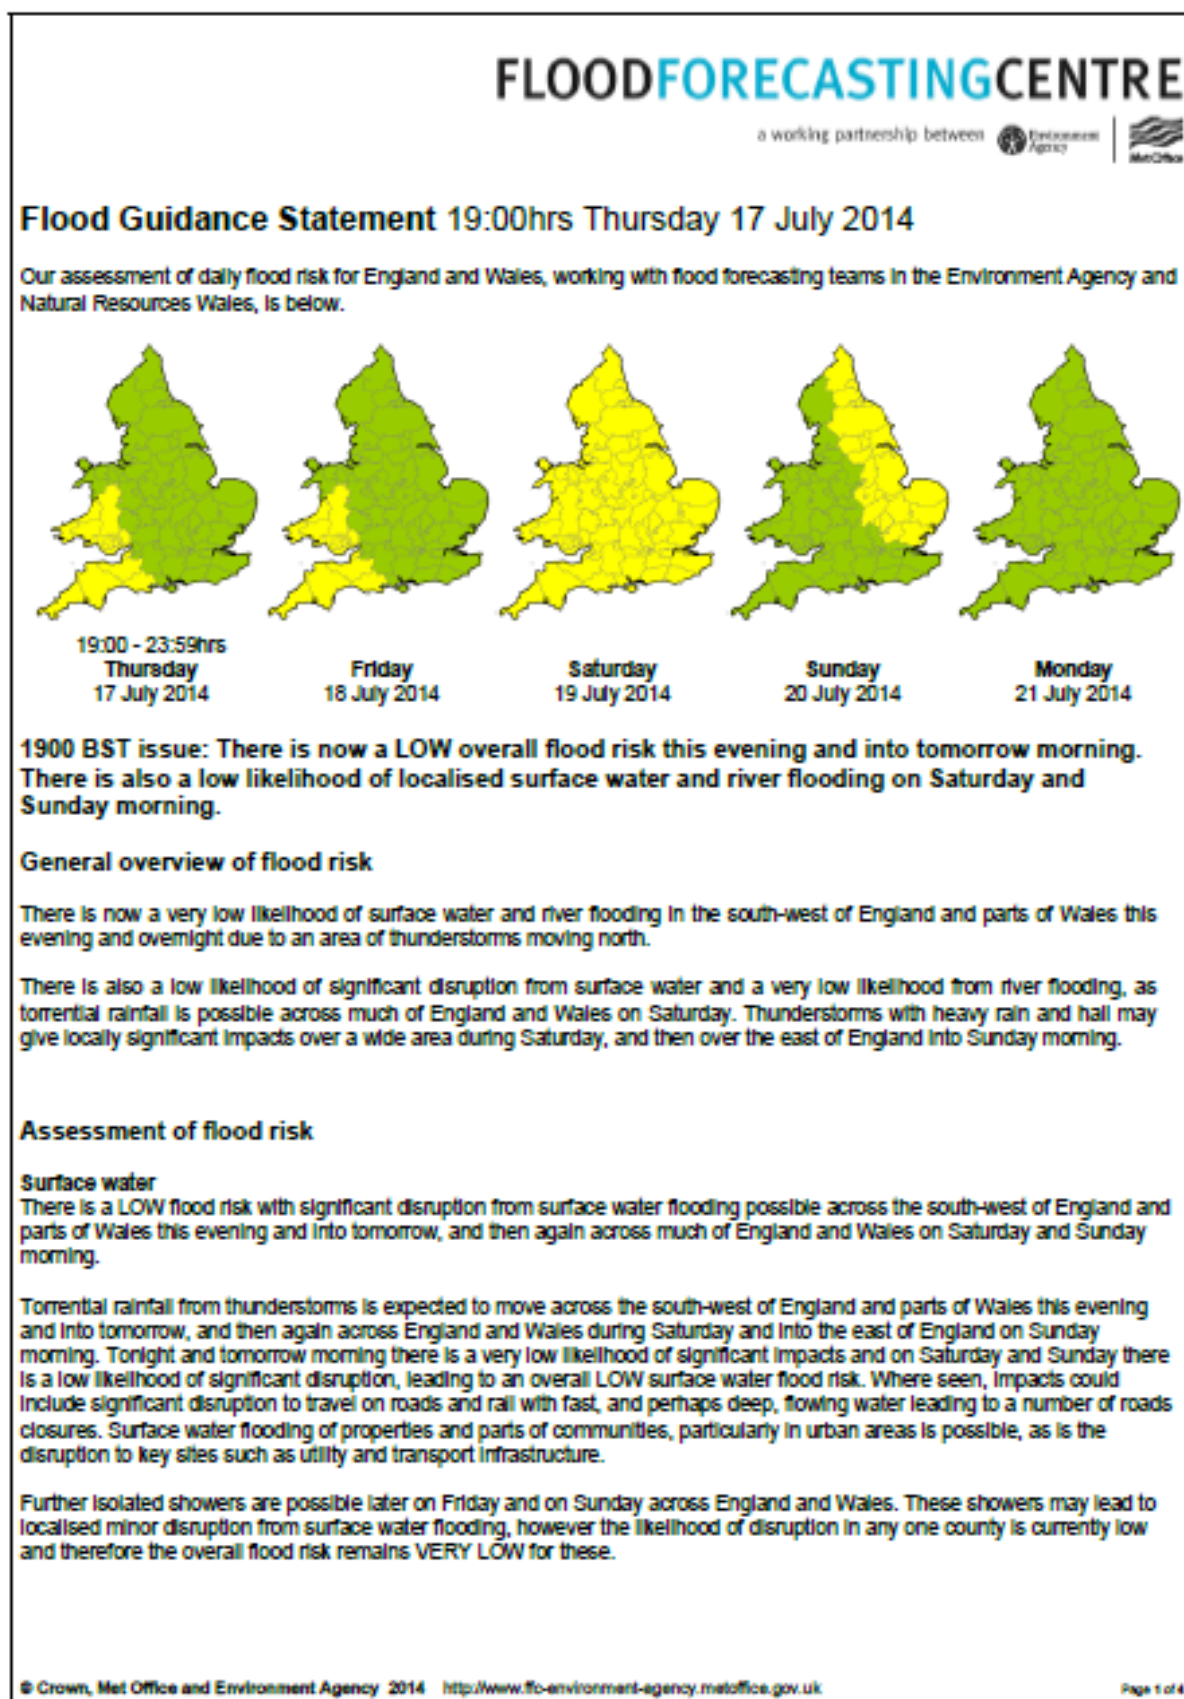 FLOODFORECASTINGCENTRE
a working partnership between Environment Agency Met Office
Flood Guidance Statement 19:00hrs Thursday 17 July 2014
Our assessment of daily flood risk for England and Wales, working with flood forecasting teams in the Environment Agency and
Natural Resources Wales, is below.
19:00 - 23:59hrs
Thursday Friday Saturday Sunday Monday
17 July 2014 18 July 2014 19 July 2014 20 July 2014 21 July 2014
1900 BST issue: There is now a LOW overall flood risk this evening and into tomorrow morning.
There is also a low likelihood of localised surface water and river flooding on Saturday and
Sunday morning.
General overview of flood risk
There is now a very low likelihood of surface water and river flooding in the south-west of England and parts of Wales this
evening and overnight due to an area of thunderstorms moving north.
There is also a low likelihood of significant disruption from surface water and a very low likelihood from river flooding, as
torrential rainfall is possible across much of England and Wales on Saturday. Thunderstorms with heavy rain and hail may
give locally significant impacts over a wide area during Saturday, and then over the east of England into Sunday morning.
Assessment of flood risk
Surface water
There is a LOW flood risk with significant disruption from surface water flooding possible across the south-west of England and
parts of Wales this evening and into tomorrow, and then again across much of England and Wales on Saturday and Sunday
morning.
Torrential rainfall from thunderstorms is expected to move across the south-west of England and parts of Wales this evening
and into tomorrow, and then again across England and Wales during Saturday and into the east of England on Sunday
morning. Tonight and tomorrow morning there is a very low likelihood of significant impacts and on Saturday and Sunday there
is a low likelihood of significant disruption, leading to an overall LOW surface water flood risk. Where seen, impacts could
include significant disruption to travel on roads and rail with fast, and perhaps deep, flowing water leading to a number of roads
closures. Surface water flooding of properties and parts of communities, particularly in urban areas is possible, as is the
disruption to key sites such as utility and transport infrastructure.
Further isolated showers are possible later on Friday and on Sunday across England and Wales. These showers may lead to
localised minor disruption from surface water flooding, however the likelihood of disruption in any one county is currently low
and therefore the overall flood risk remains VERY LOW for these.
© Crown, Met Office and Environment Agency 2014 http://www.ffc-environment-agency.metoffice.gov.uk Page 1 of 4